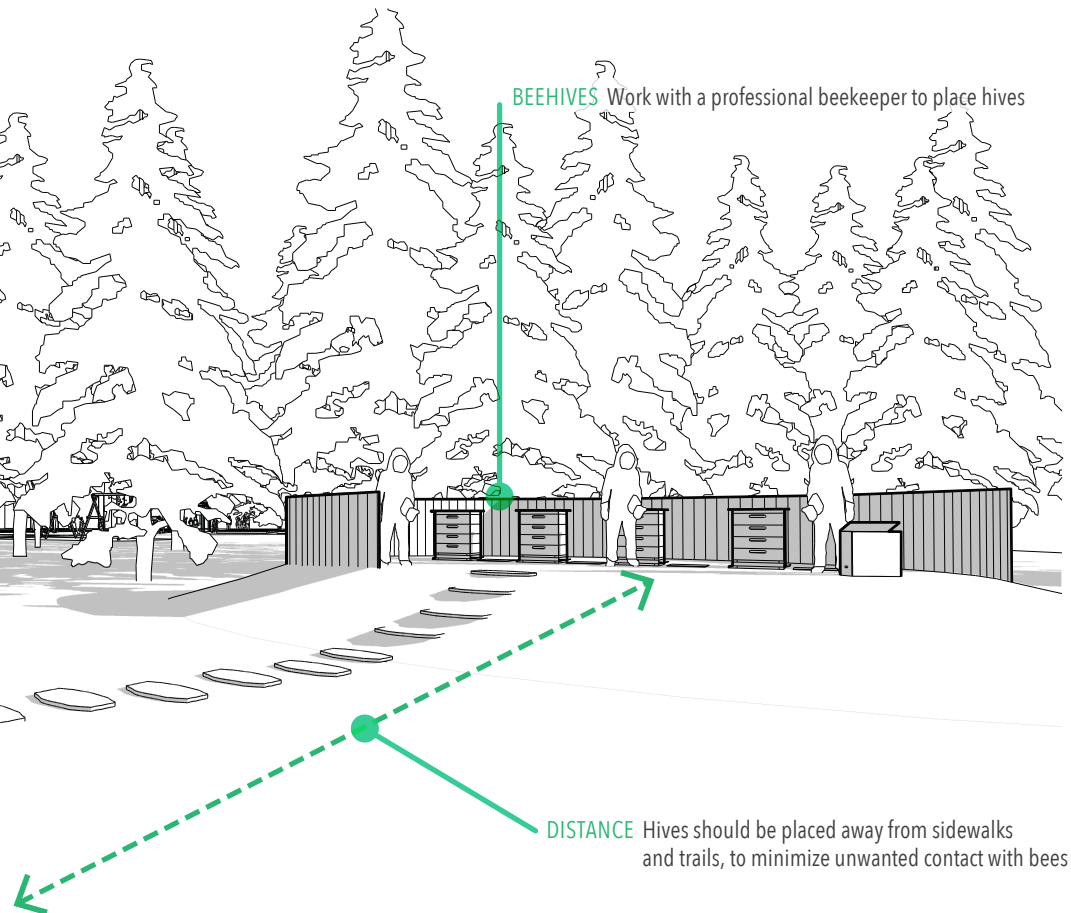 BEEHIVES Work with a professional beekeeper to place hives
DISTANCE Hives should be placed away from sidewalks
and trails, to minimize unwanted contact with bees